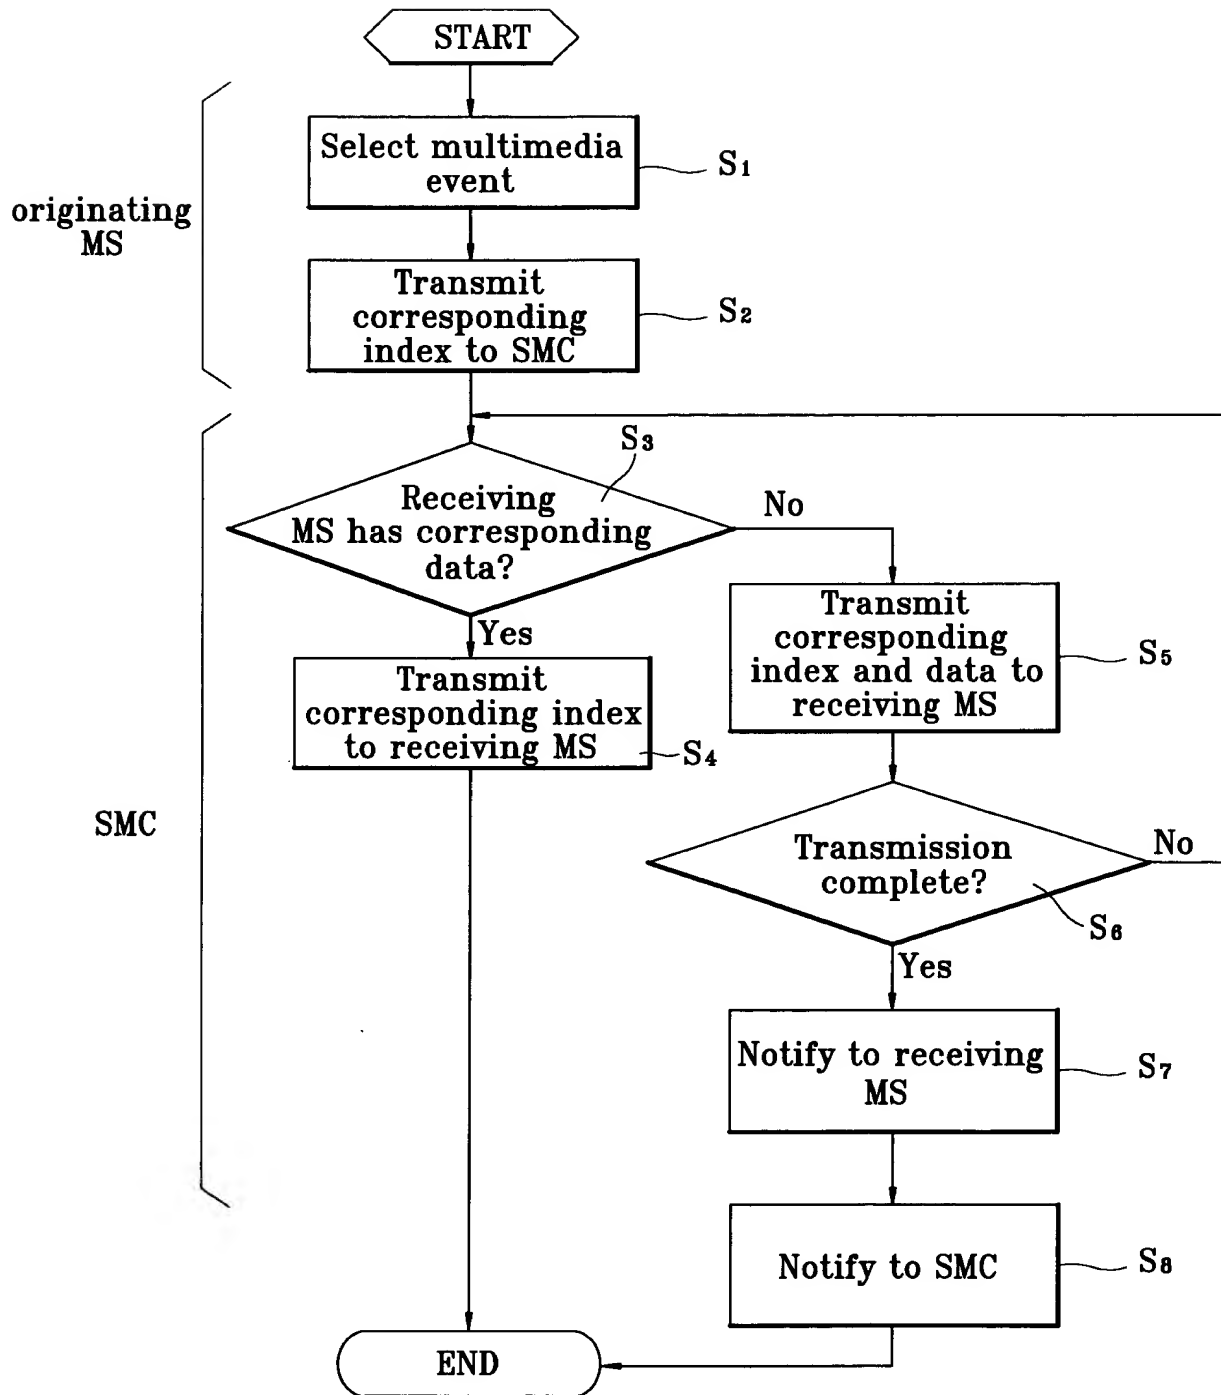 START
Select multimedia
event
S1
originating
MS
Transmit
corresponding
index to SMC
S2
S3
Receiving
MS has corresponding
data?
No
Yes
Transmit
corresponding index
to receiving MS
S4
Transmit
corresponding
index and data to
receiving MS
S5
SMC
Transmission
complete?
No
S6
Yes
Notify to receiving
MS
S7
Notify to SMC
S8
END